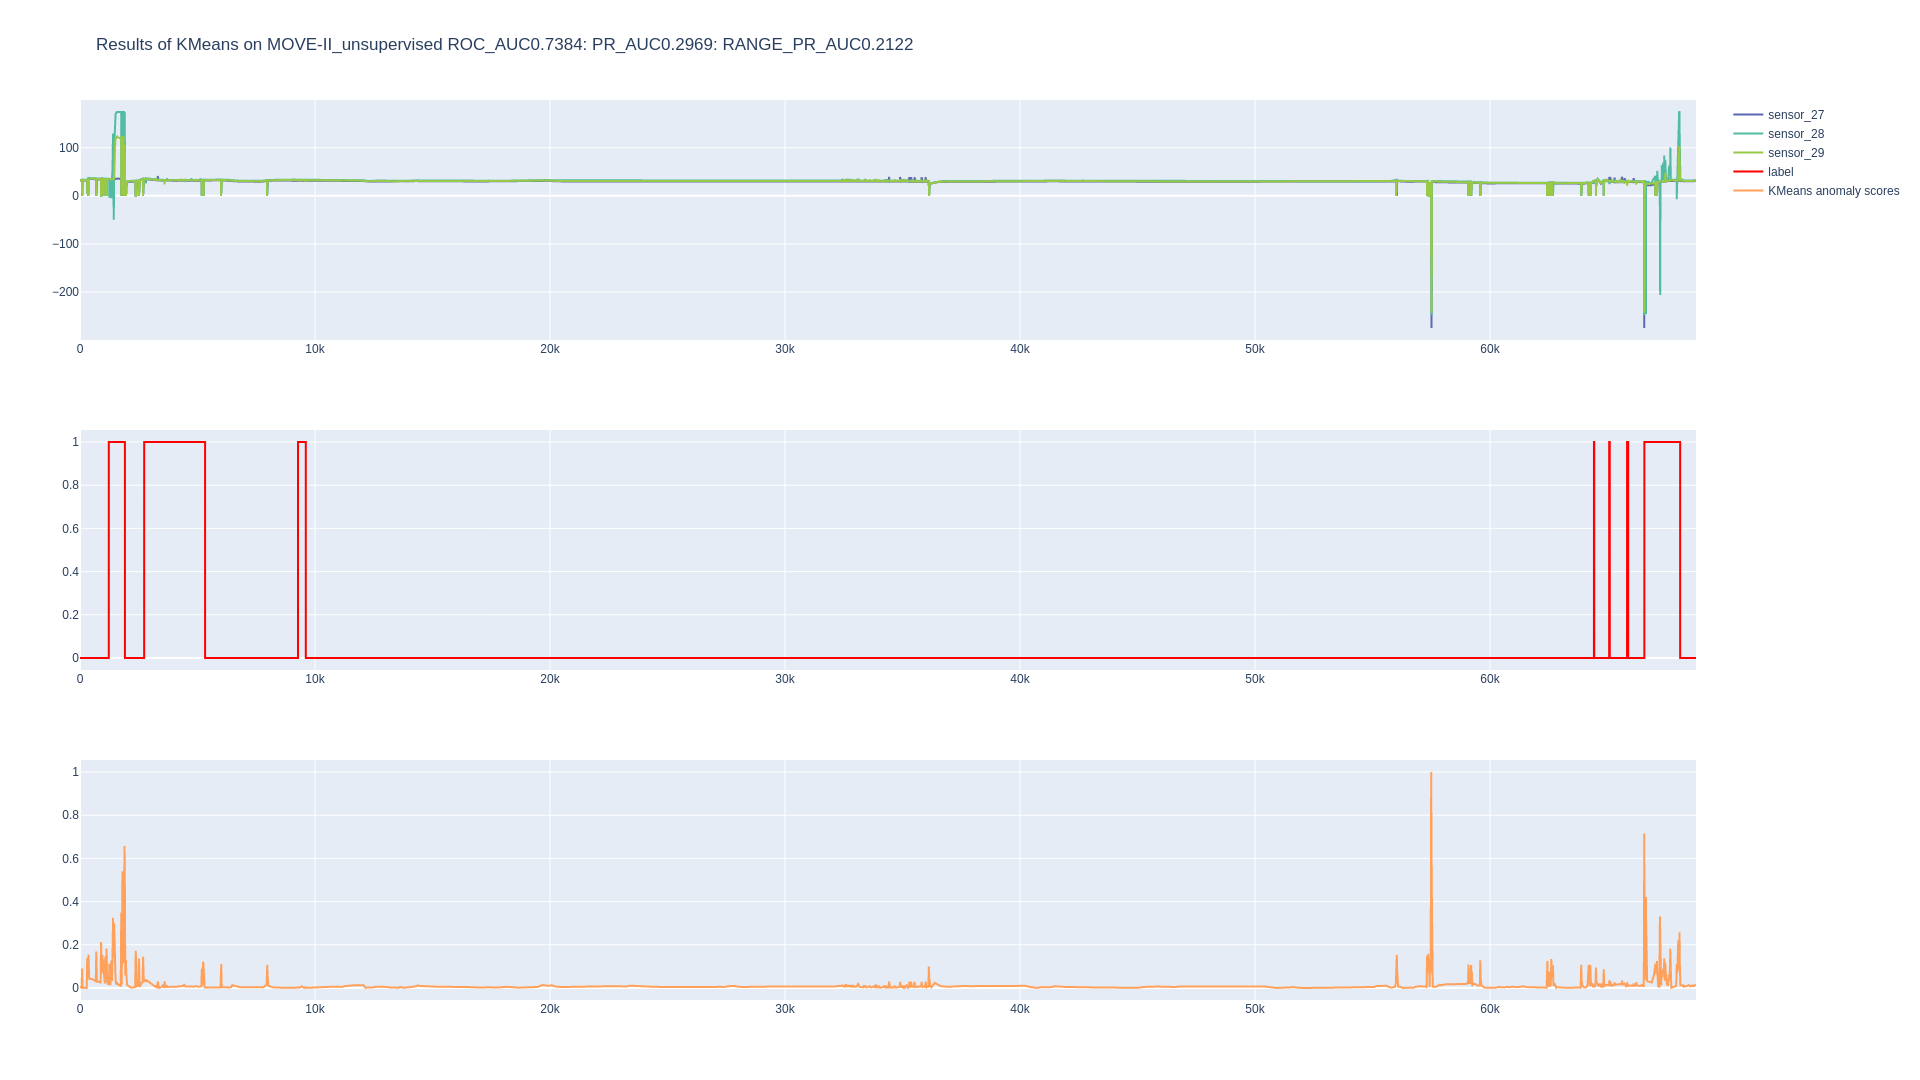 Results of KMeans on MOVE-II_unsupervised ROC_AUC0.7384: PR_AUC0.2969: RANGE_PR_AUC0.2122
sensor_27
sensor_28
sensor_29
label
KMeans anomaly scores
100
0
−100
−200
0 10k 20k 30k 40k 50k 60k
1
0.8
0.6
0.4
0.2
0
0 10k 20k 30k 40k 50k 60k
1
0.8
0.6
0.4
0.2
0
0 10k 20k 30k 40k 50k 60k